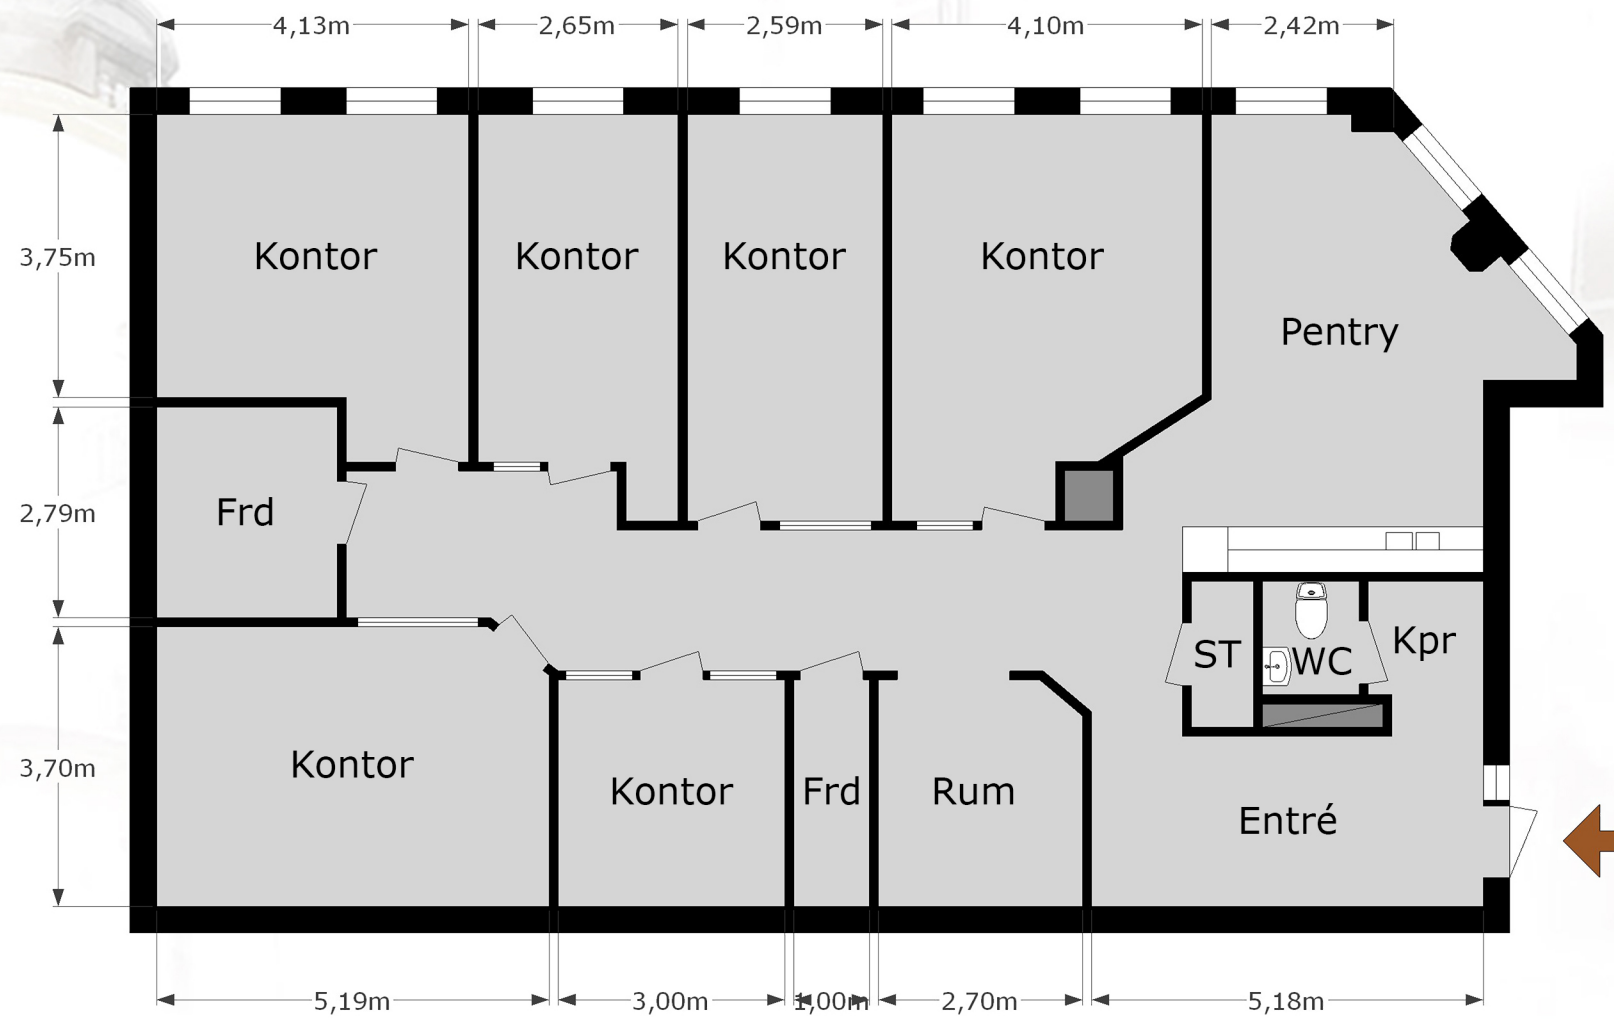 4,13m 2,65m 2,59m 4,10m 2,42m
3,75m
Kontor Kontor Kontor Kontor
Pentry
2,79m
Frd
ST WC Kpr
3,70m
Kontor Kontor Frd Rum
Entré
5,19m 3,00m 1,00m 2,70m 5,18m